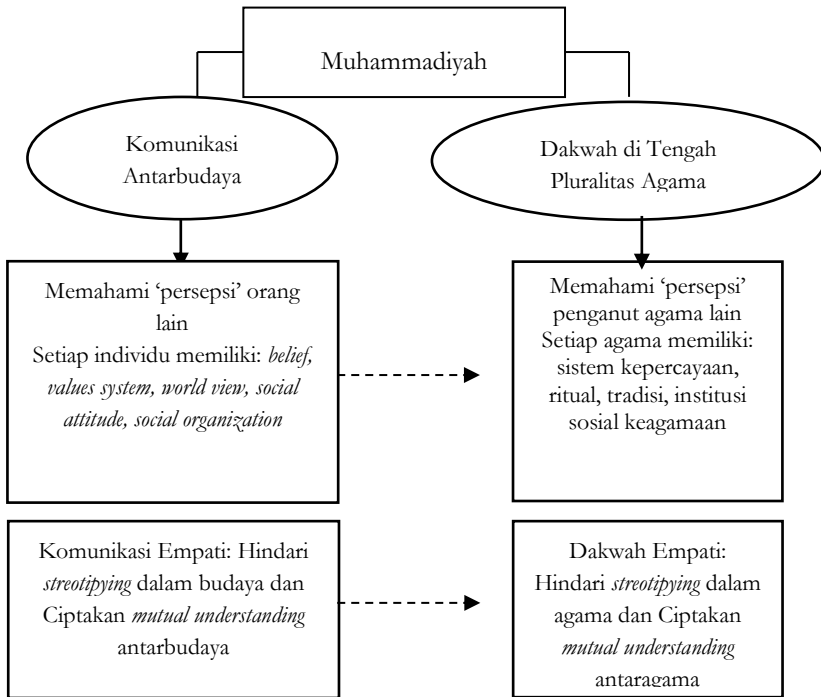 Muhammadiyah
Komunikasi
Antarbudaya
Dakwah di Tengah
Pluralitas Agama
Memahami ‘persepsi’ orang
lain
Setiap individu memiliki: belief,
values system, world view, social
attitude, social organization
Memahami ‘persepsi’
penganut agama lain
Setiap agama memiliki:
sistem kepercayaan,
ritual, tradisi, institusi
sosial keagamaan
Komunikasi Empati: Hindari
streotipying dalam budaya dan
Ciptakan mutual understanding
antarbudaya
Dakwah Empati:
Hindari streotipying dalam
agama dan Ciptakan
mutual understanding
antaragama